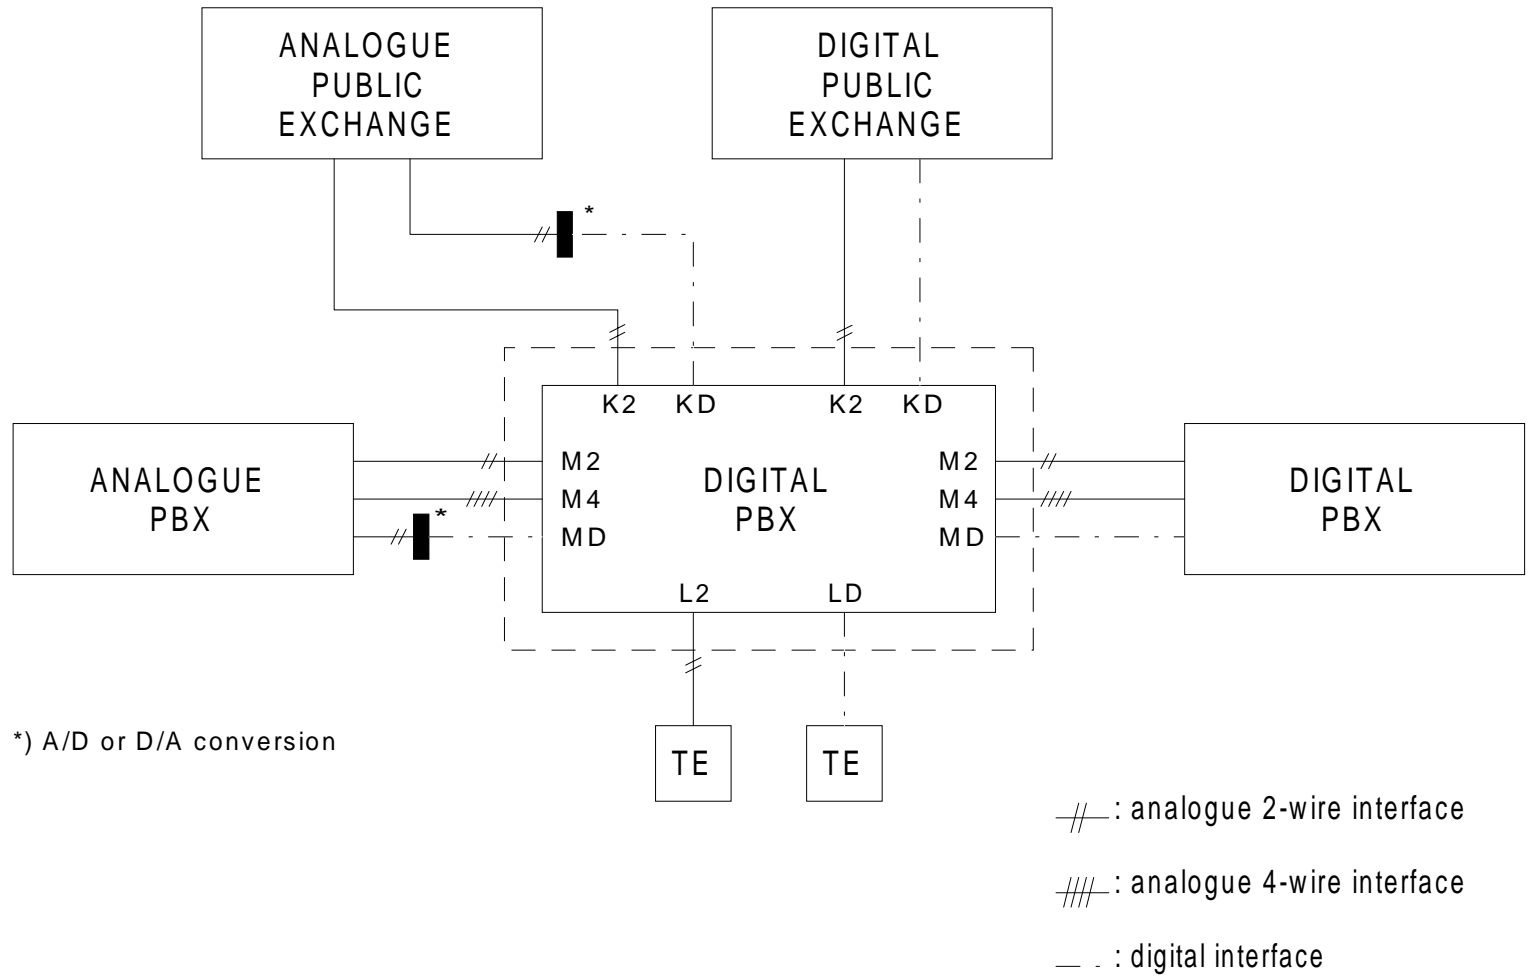 ANALOGUE
PUBLIC
EXCHANGE
DIGITAL
PUBLIC
EXCHANGE
*
K2 KD K2 KD
ANALOGUE
PBX
*
M2
M4
MD
DIGITAL
PBX
M2
M4
MD
DIGITAL
PBX
L2 LD
TE TE
*) A/D or D/A conversion
: analogue 2-wire interface
: analogue 4-wire interface
: digital interface